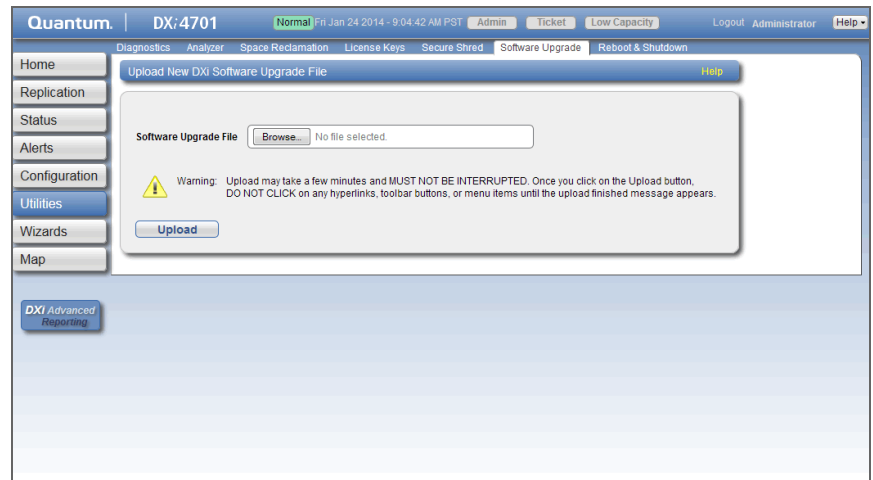 Quantum. DXi4701 Normal Fri Jan 24 2014 - 9:04:42 AM PST Admin Ticket Low Capacity Logout Administrator Help
Diagnostics Analyzer Space Reclamation License Keys Secure Shred Software Upgrade Reboot & Shutdown
Home
Replication
Status
Alerts
Configuration
Utilities
Wizards
Map
DXi Advanced
Reporting
Upload New DXi Software Upgrade File Help
Software Upgrade File Browse... No file selected.
Warning: Upload may take a few minutes and MUST NOT BE INTERRUPTED. Once you click on the Upload button,
DO NOT CLICK on any hyperlinks, toolbar buttons, or menu items until the upload finished message appears.
Upload